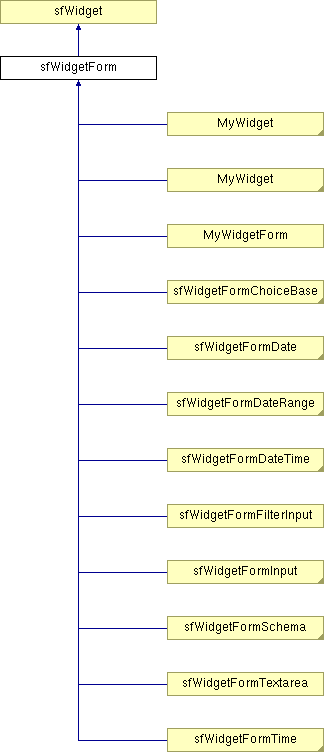 sfWidget
sfWidgetForm
MyWidget
MyWidget
MyWidgetForm
sfWidgetFormChoiceBase
sfWidgetFormDate
sfWidgetFormDateRange
sfWidgetFormDateTime
sfWidgetFormFilterInput
sfWidgetFormInput
sfWidgetFormSchema
sfWidgetFormTextarea
sfWidgetFormTime